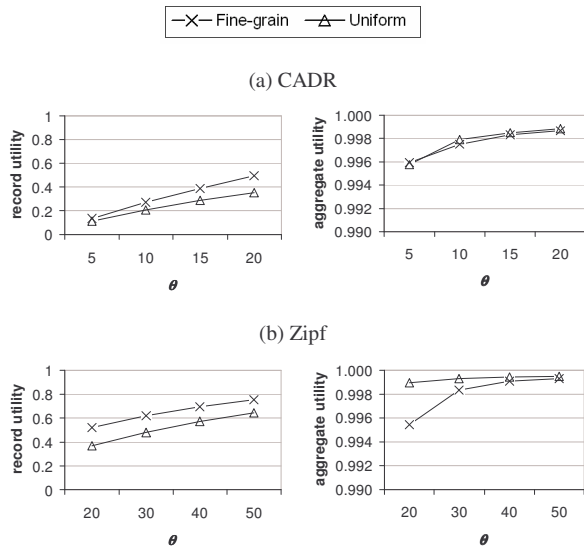 Fine-grain Uniform
(a) CADR
record utility
1
0.8
0.6
0.4
0.2
0
5 10 15 20
θ
aggregate utility
1.000
0.998
0.996
0.994
0.992
0.990
5 10 15 20
θ
(b) Zipf
record utility
1
0.8
0.6
0.4
0.2
0
20 30 40 50
θ
aggregate utility
1.000
0.998
0.996
0.994
0.992
0.990
20 30 40 50
θ